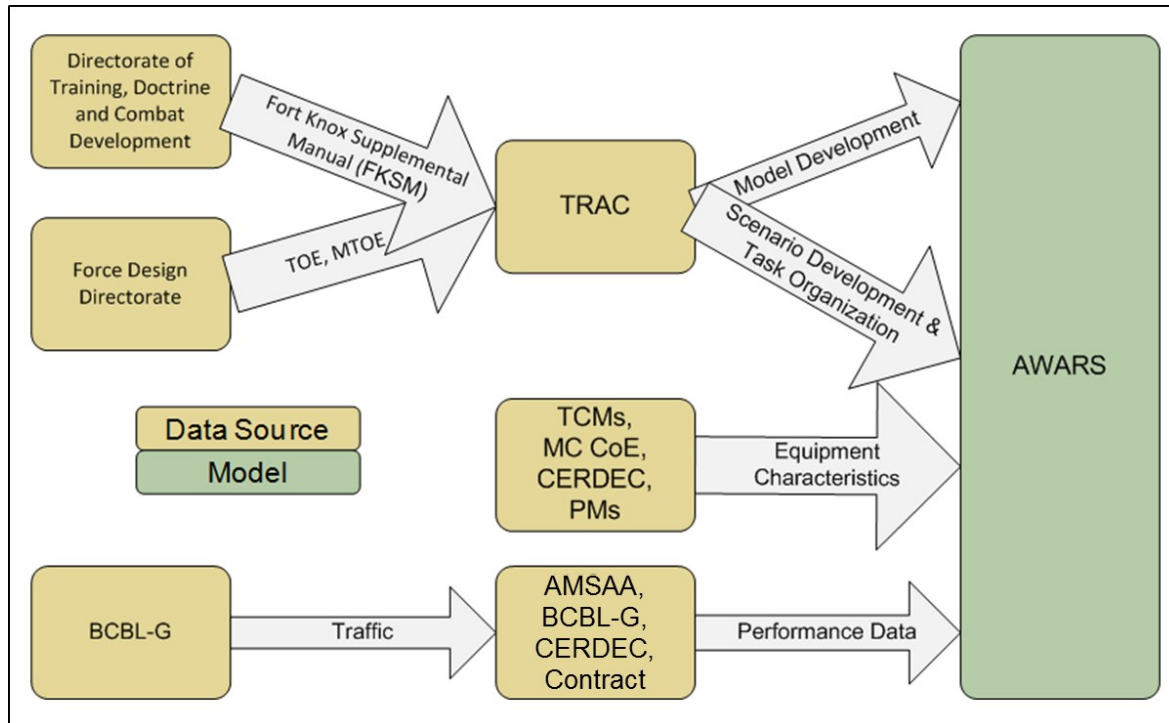 Directorate of
Training, Doctrine
and Combat
Development
Fort Knox Supplemental
Manual (FKSM)
Force Design
Directorate
TOE, MTOE
TRAC
Model Development
Scenario Development &
Task Organization
AWARS
Data Source
Model
TCMs,
MC CoE,
CERDEC,
PMs
Equipment
Characteristics
BCBL-G
Traffic
AMSAA,
BCBL-G,
CERDEC,
Contract
Performance Data